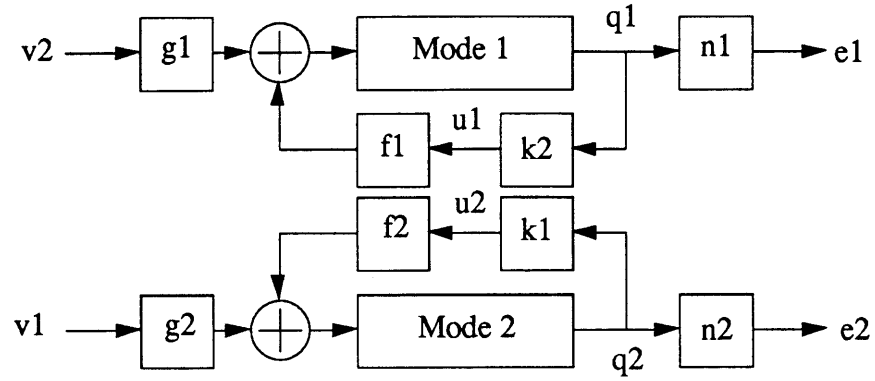 q1
v2 g1 Mode 1 n1 e1
u1
f1 k2
u2
f2 k1
v1 g2 Mode 2 n2 e2
q2